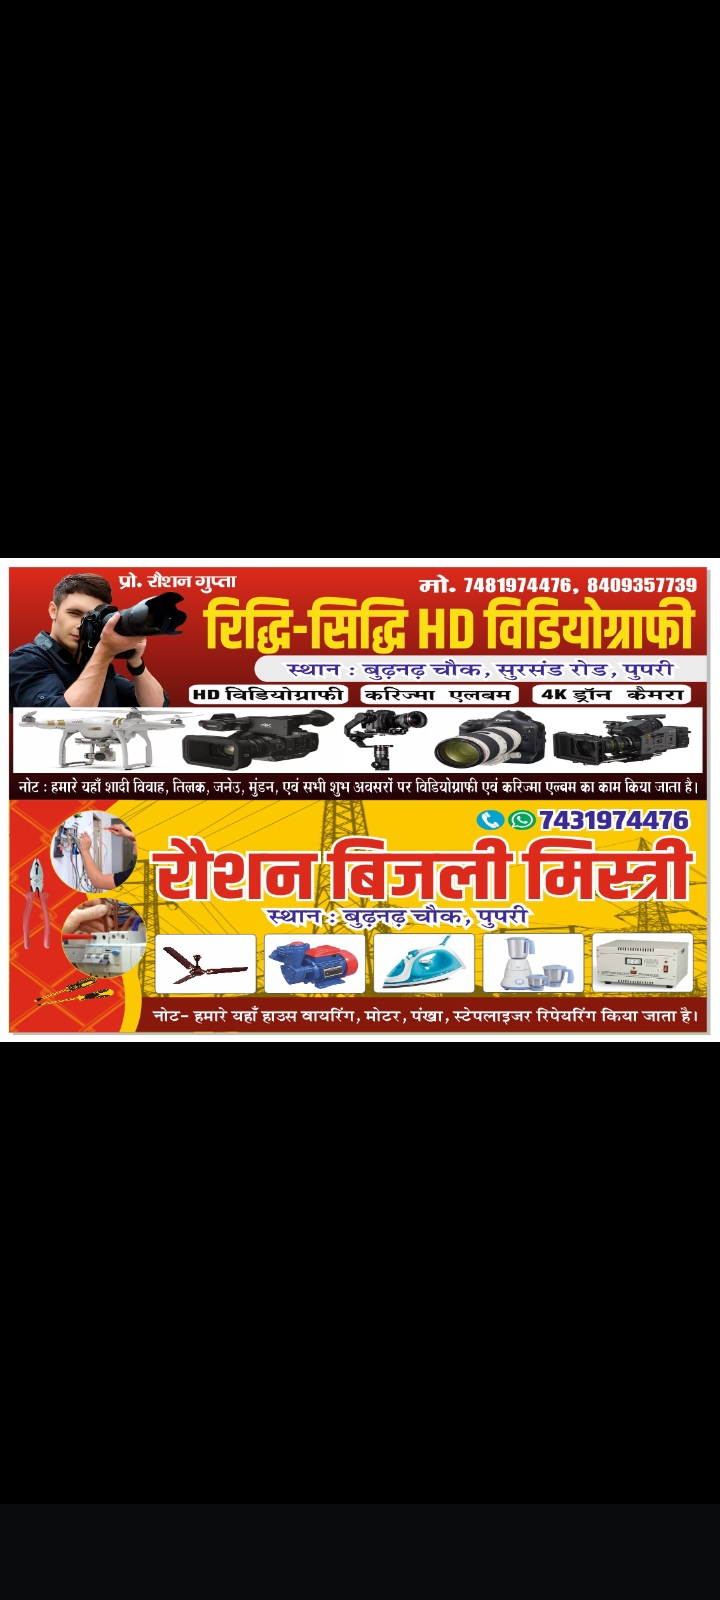 प्रो. रौशन गुप्ता
मो. 7481974476, 8409357739
रिद्धि-सिद्धि HD विडियोग्राफी
स्थान : बुढ़नढ़ चौक, सुरसंड रोड, पुपरी
HD विडियोग्राफी करिज्मा एलबम 4K ड्रॉन कैमरा
नोट : हमारे यहाँ शादी विवाह, तिलक, जनेउ, मुंडन, एवं सभी शुभ अवसरों पर विडियोग्राफी एवं करिज्मा एल्बम का काम किया जाता है।
7431974476
रौशन बिजली मिस्त्री
स्थान : बुढ़नढ़ चौक, पुपरी
नोट- हमारे यहाँ हाउस वायरिंग, मोटर, पंखा, स्टेपलाइजर रिपेयरिंग किया जाता है।